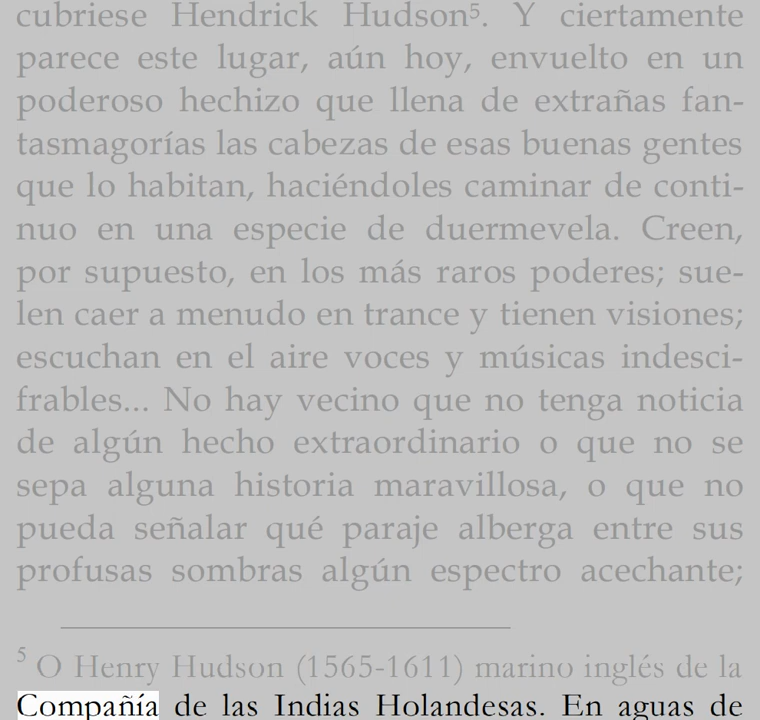 cubriese Hendrick Hudson⁵. Y ciertamente
parece este lugar, aún hoy, envuelto en un
poderoso hechizo que llena de extrañas fan-
tasmagorías las cabezas de esas buenas gentes
que lo habitan, haciéndoles caminar de conti-
nuo en una especie de duermevela. Creen,
por supuesto, en los más raros poderes; sue-
len caer a menudo en trance y tienen visiones;
escuchan en el aire voces y músicas indesci-
frables... No hay vecino que no tenga noticia
de algún hecho extraordinario o que no se
sepa alguna historia maravillosa, o que no
pueda señalar qué paraje alberga entre sus
profusas sombras algún espectro acechante;
⁵ O Henry Hudson (1565-1611) marino inglés de la
Compañía de las Indias Holandesas. En aguas de